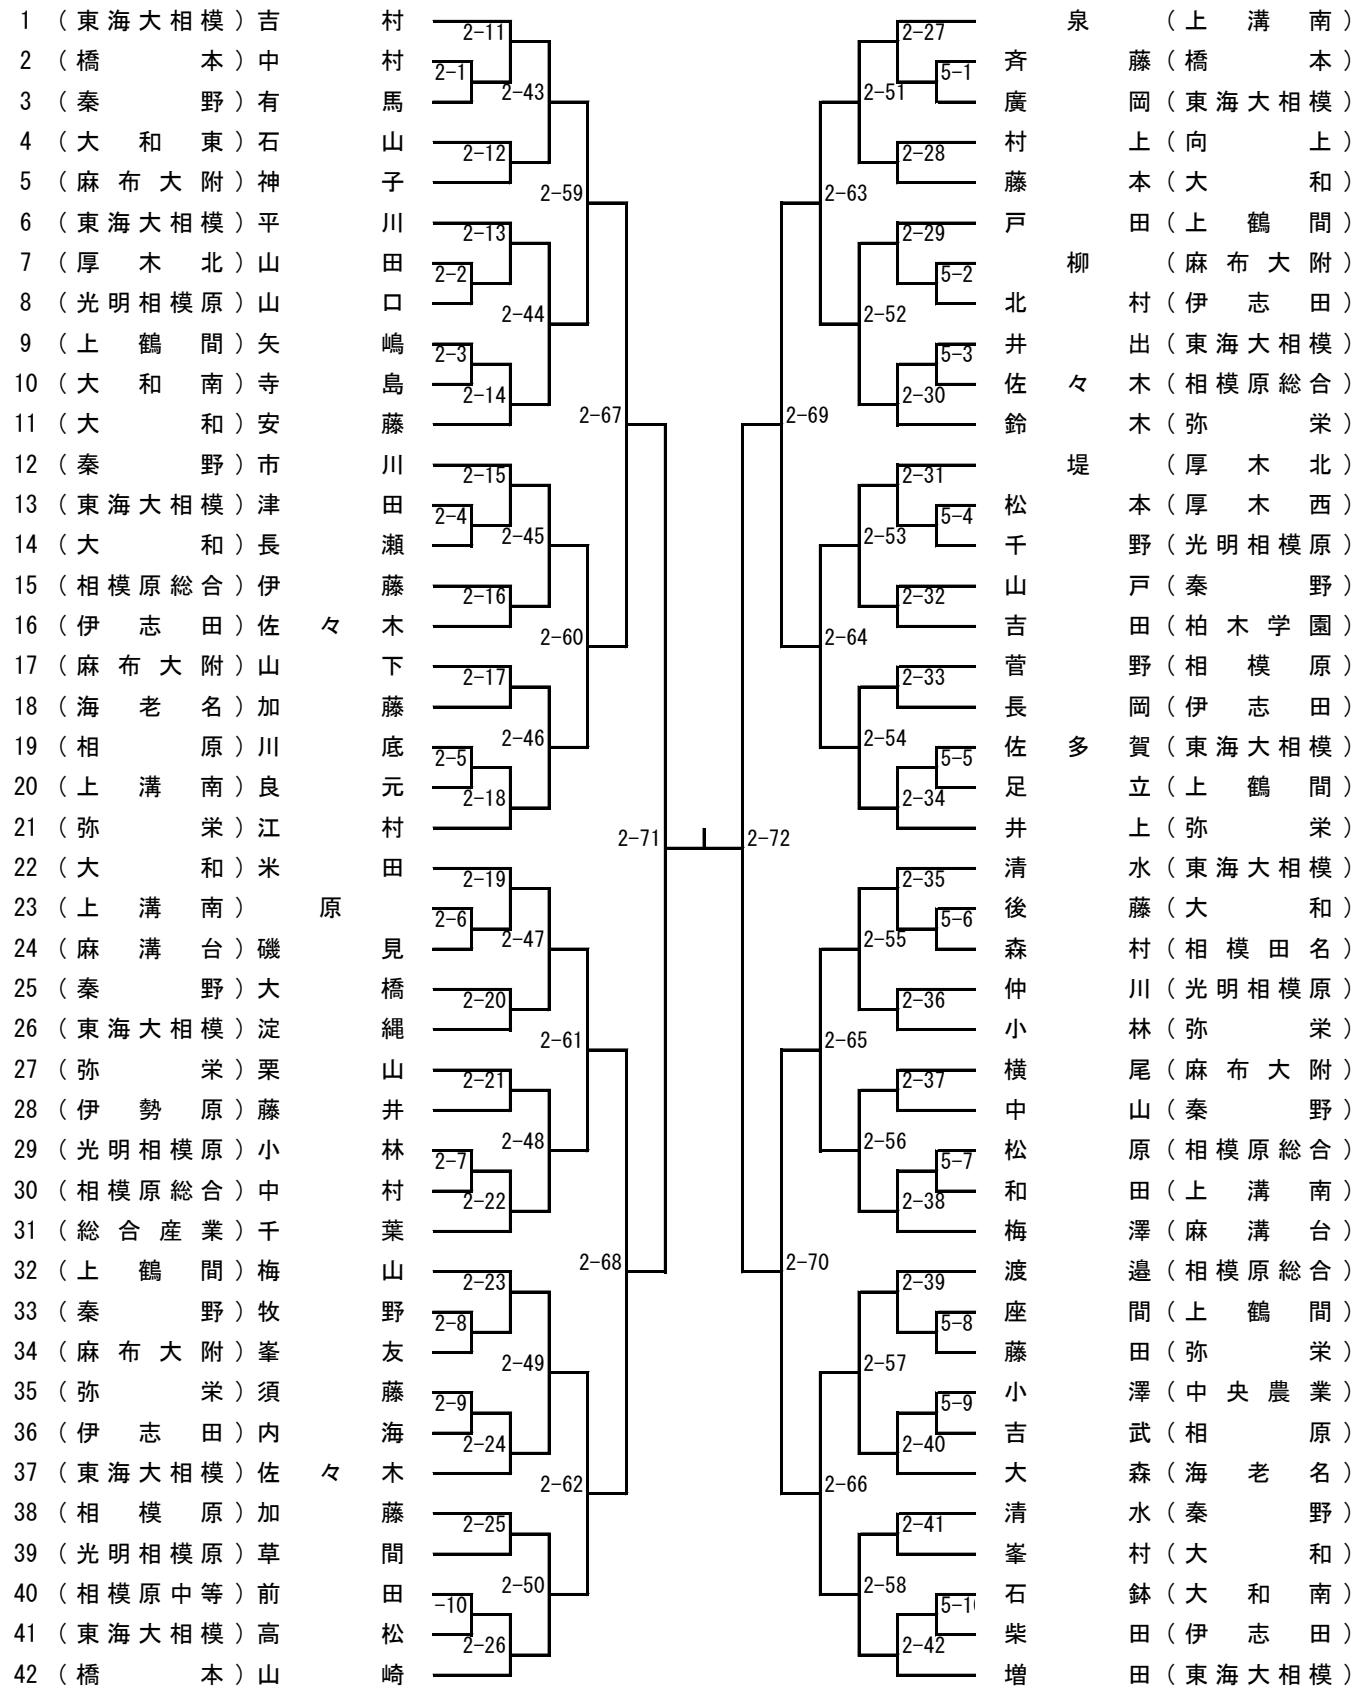 1 （東海大相模）吉 村 2-11 2-27 泉 （上 溝 南）
2 （橋 本）中 村 2-1 5-1 斉 藤（橋 本）
3 （秦 野）有 馬 2-43 2-51 廣 岡（東海大相模）
4 （大 和 東）石 山 2-12 2-28 村 上（向 上）
5 （麻布大附）神 子 2-59 2-63 藤 本（大 和）
6 （東海大相模）平 川 2-13 2-29 戸 田（上 鶴 間）
7 （厚 木 北）山 田 2-2 5-2 柳 （麻布大附）
8 （光明相模原）山 口 2-44 2-52 北 村（伊 志 田）
9 （上 鶴 間）矢 嶋 2-3 5-3 井 出（東海大相模）
10 （大 和 南）寺 島 2-14 2-30 佐 々 木（相模原総合）
11 （大 和）安 藤 2-67 2-69 鈴 木（弥 栄）
12 （秦 野）市 川 2-15 2-31 堤 （厚 木 北）
13 （東海大相模）津 田 2-4 5-4 松 本（厚 木 西）
14 （大 和）長 瀬 2-45 2-53 千 野（光明相模原）
15 （相模原総合）伊 藤 2-16 2-32 山 戸（秦 野）
16 （伊 志 田）佐 々 木 2-60 2-64 吉 田（柏木学園）
17 （麻布大附）山 下 2-17 2-33 菅 野（相 模 原）
18 （海 老 名）加 藤 2-46 2-54 長 岡（伊 志 田）
19 （相 原）川 底 2-5 5-5 佐 多 賀（東海大相模）
20 （上 溝 南）良 元 2-18 2-34 足 立（上 鶴 間）
21 （弥 栄）江 村 2-71 2-72 井 上（弥 栄）
22 （大 和）米 田 2-19 2-35 清 水（東海大相模）
23 （上 溝 南） 原 2-6 5-6 後 藤（大 和）
24 （麻 溝 台）磯 見 2-47 2-55 森 村（相模田名）
25 （秦 野）大 橋 2-20 2-36 仲 川（光明相模原）
26 （東海大相模）淀 縄 2-61 2-65 小 林（弥 栄）
27 （弥 栄）栗 山 2-21 2-37 横 尾（麻布大附）
28 （伊 勢 原）藤 井 2-48 2-56 中 山（秦 野）
29 （光明相模原）小 林 2-7 5-7 松 原（相模原総合）
30 （相模原総合）中 村 2-22 2-38 和 田（上 溝 南）
31 （総合産業）千 葉 2-68 2-70 梅 澤（麻 溝 台）
32 （上 鶴 間）梅 山 2-23 2-39 渡 邉（相模原総合）
33 （秦 野）牧 野 2-8 5-8 座 間（上 鶴 間）
34 （麻布大附）峯 友 2-49 2-57 藤 田（弥 栄）
35 （弥 栄）須 藤 2-9 5-9 小 澤（中央農業）
36 （伊 志 田）内 海 2-24 2-40 吉 武（相 原）
37 （東海大相模）佐 々 木 2-62 2-66 大 森（海 老 名）
38 （相 模 原）加 藤 2-25 2-41 清 水（秦 野）
39 （光明相模原）草 間 2-50 2-58 峯 村（大 和）
40 （相模原中等）前 田 -10 石 鉢（大 和 南）
41 （東海大相模）高 松 2-26 2-42 柴 田（伊 志 田）
42 （橋 本）山 崎 増 田（東海大相模）